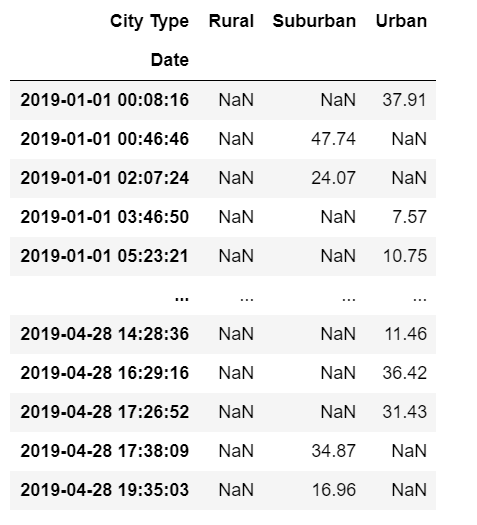 City Type Rural Suburban Urban
Date
2019-01-01 00:08:16 NaN NaN 37.91
2019-01-01 00:46:46 NaN 47.74 NaN
2019-01-01 02:07:24 NaN 24.07 NaN
2019-01-01 03:46:50 NaN NaN 7.57
2019-01-01 05:23:21 NaN NaN 10.75
... ... ... ...
2019-04-28 14:28:36 NaN NaN 11.46
2019-04-28 16:29:16 NaN NaN 36.42
2019-04-28 17:26:52 NaN NaN 31.43
2019-04-28 17:38:09 NaN 34.87 NaN
2019-04-28 19:35:03 NaN 16.96 NaN